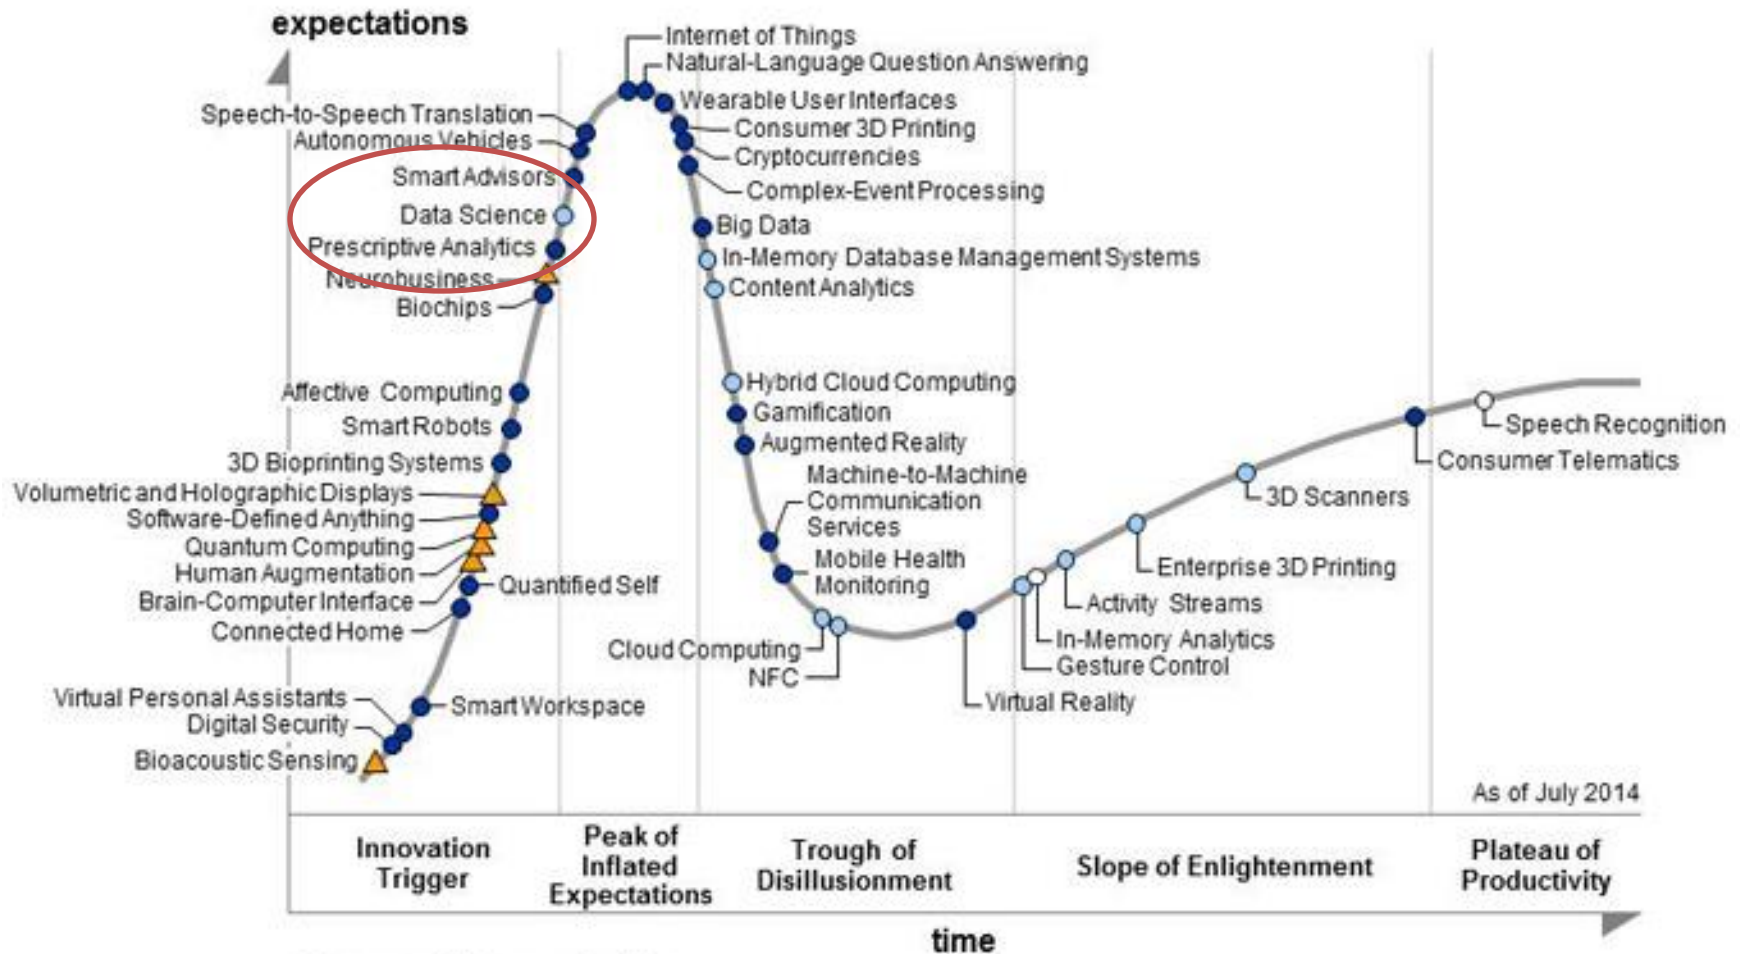 expectations
Internet of Things
Natural-Language Question Answering
Wearable User Interfaces
Speech-to-Speech Translation
Consumer 3D Printing
Autonomous Vehicles
Cryptocurrencies
Smart Advisors
Complex-Event Processing
Data Science
Big Data
Prescriptive Analytics
In-Memory Database Management Systems
Neurobusiness
Content Analytics
Biochips
Hybrid Cloud Computing
Affective Computing
Gamification
Smart Robots
Speech Recognition
Augmented Reality
3D Bioprinting Systems
Consumer Telematics
Machine-to-Machine
Communication
Services
Volumetric and Holographic Displays
3D Scanners
Software-Defined Anything
Quantum Computing
Mobile Health
Monitoring
Human Augmentation
Enterprise 3D Printing
Quantified Self
Brain-Computer Interface
Activity Streams
Connected Home
In-Memory Analytics
Cloud Computing
Gesture Control
NFC
Virtual Personal Assistants
Smart Workspace
Virtual Reality
Digital Security
Bioacoustic Sensing
As of July 2014
Innovation
Trigger
Peak of
Inflated
Expectations
Trough of
Disillusionment
Slope of Enlightenment
Plateau of
Productivity
time